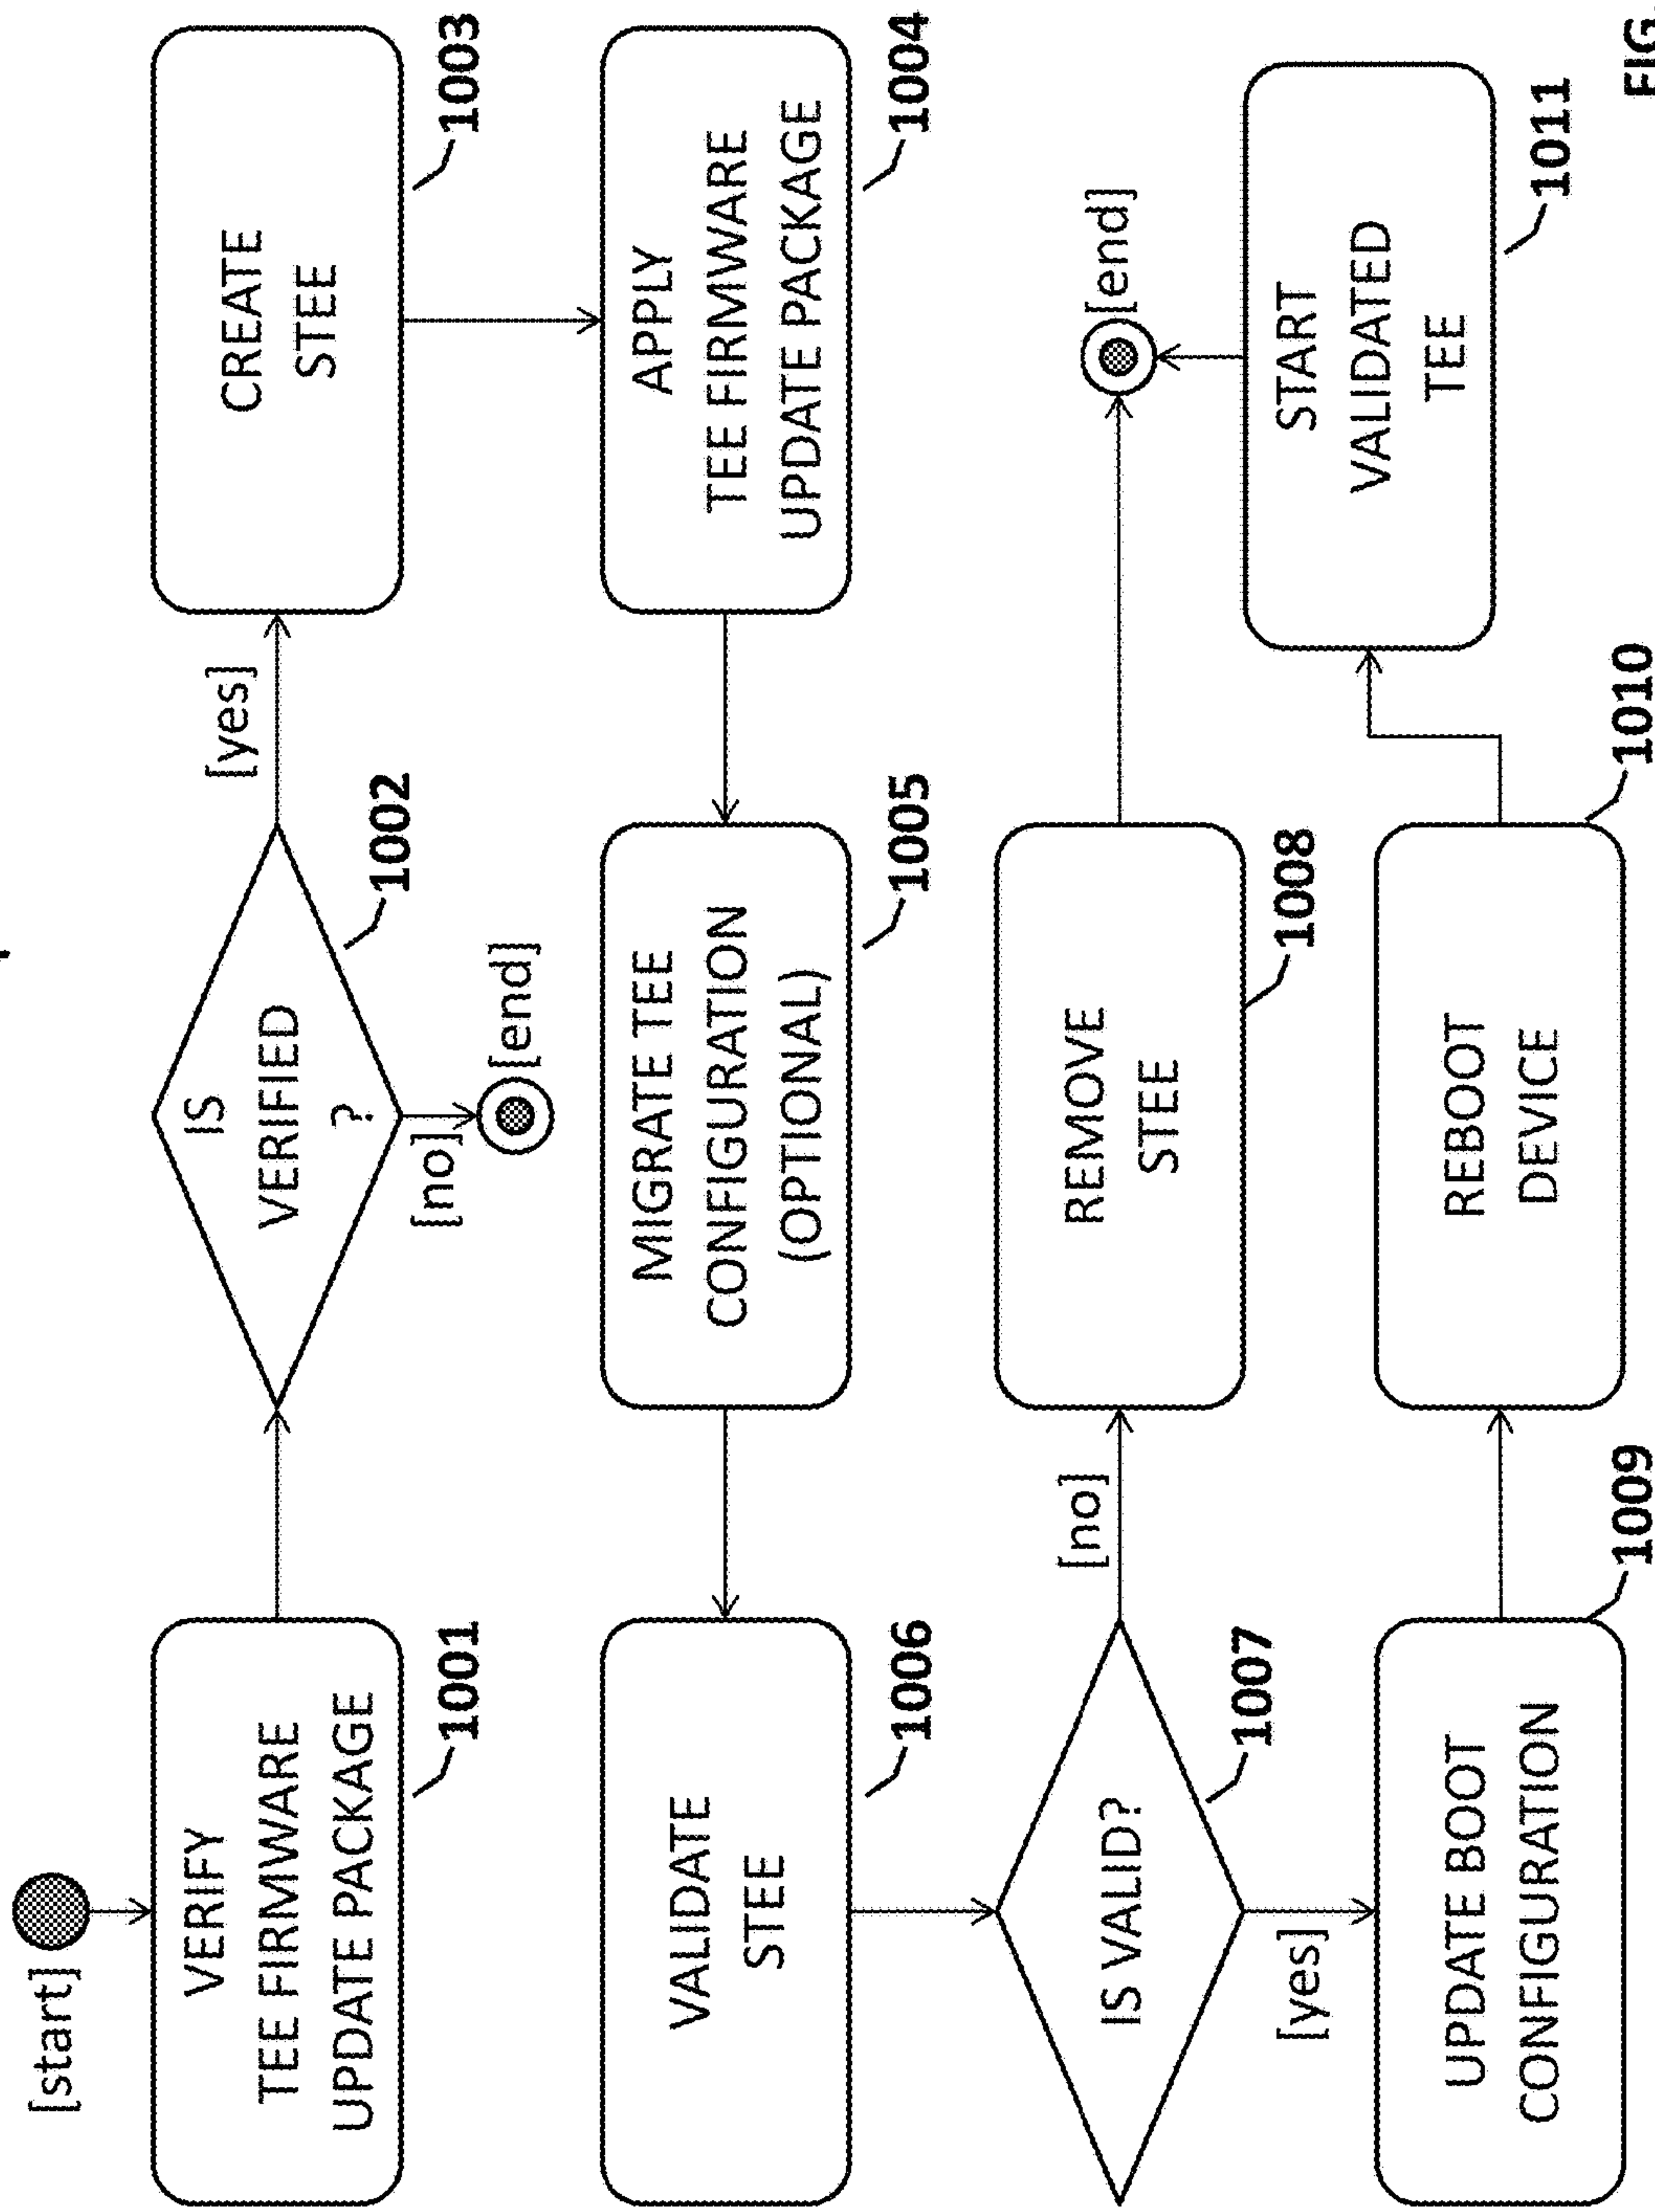 [start]
VERIFY
TEE FIRMWARE
UPDATE PACKAGE
1001
IS
VERIFIED
?
1002
[yes]
[no]
[end]
CREATE
STEE
1003
APPLY
TEE FIRMWARE
UPDATE PACKAGE
1004
MIGRATE TEE
CONFIGURATION
(OPTIONAL)
1005
VALIDATE
STEE
1006
IS VALID?
1007
[no]
[yes]
REMOVE
STEE
1008
[end]
UPDATE BOOT
CONFIGURATION
1009
REBOOT
DEVICE
1010
START
VALIDATED
TEE
1011
FIG.